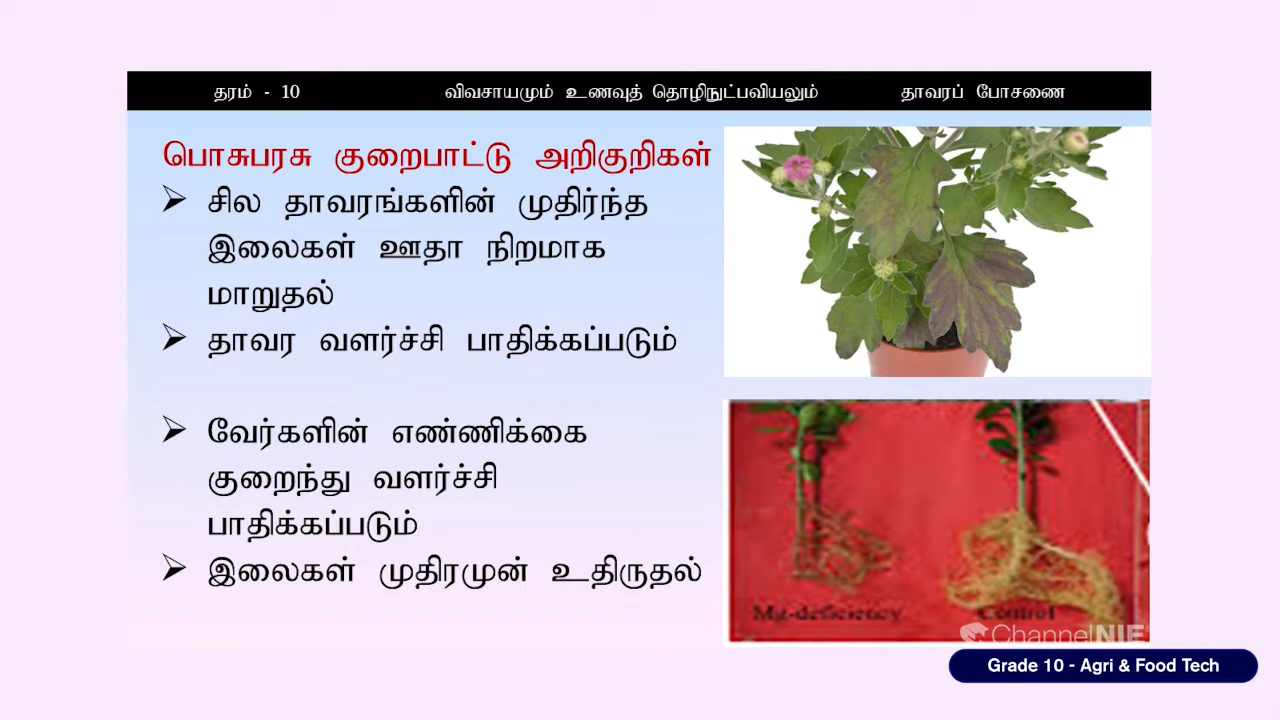 தரம் - 10 விவசாயமும் உணவுத் தொழிநுட்பவியலும் தாவரப் போசணை
பொசுபரசு குறைபாட்டு அறிகுறிகள்
➢ சில தாவரங்களின் முதிர்ந்த
இலைகள் ஊதா நிறமாக
மாறுதல்
➢ தாவர வளர்ச்சி பாதிக்கப்படும்
➢ வேர்களின் எண்ணிக்கை
குறைந்து வளர்ச்சி
பாதிக்கப்படும்
➢ இலைகள் முதிரமுன் உதிருதல்
Mg-deficiency Control
ChannelNIE
Grade 10 - Agri & Food Tech